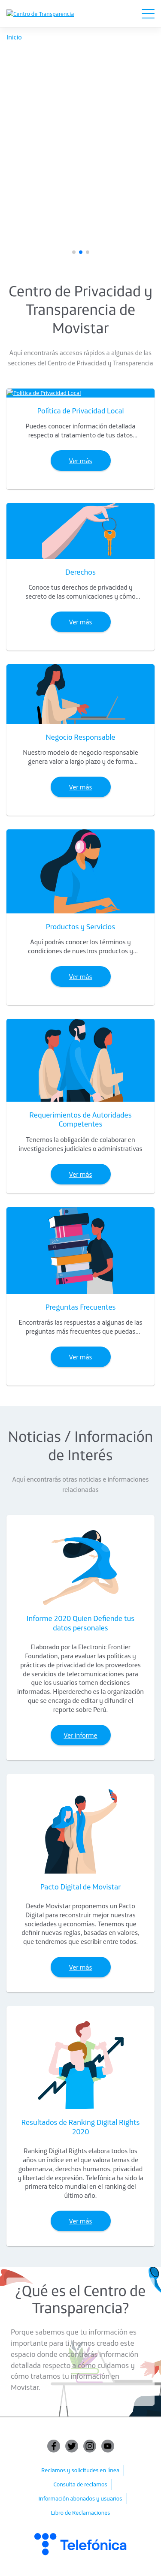 Centro de Transparencia
Inicio
Centro de Privacidad y
Transparencia de
Movistar
Aquí encontrarás accesos rápidos a algunas de las
secciones del Centro de Privacidad y Transparencia
Política de Privacidad Local
Política de Privacidad Local
Puedes conocer información detallada
respecto al tratamiento de tus datos...
Ver más
Derechos
Conoce tus derechos de privacidad y
secreto de las comunicaciones y cómo...
Ver más
Negocio Responsable
Nuestro modelo de negocio responsable
genera valor a largo plazo y de forma...
Ver más
Productos y Servicios
Aquí podrás conocer los términos y
condiciones de nuestros productos y...
Ver más
Requerimientos de Autoridades
Competentes
Tenemos la obligación de colaborar en
investigaciones judiciales o administrativas
Ver más
Preguntas Frecuentes
Encontrarás las respuestas a algunas de las
preguntas más frecuentes que puedas...
Ver más
Noticias / Información
de Interés
Aquí encontrarás otras noticias e informaciones
relacionadas
Informe 2020 Quien Defiende tus
datos personales
Elaborado por la Electronic Frontier
Foundation, para evaluar las políticas y
prácticas de privacidad de los proveedores
de servicios de telecomunicaciones para
que los usuarios tomen decisiones
informadas. Hiperderecho es la organización
que se encarga de editar y difundir el
reporte sobre Perú.
Ver informe
Pacto Digital de Movistar
Desde Movistar proponemos un Pacto
Digital para reconstruir mejor nuestras
sociedades y economías. Tenemos que
definir nuevas reglas, basadas en valores,
que tendremos que escribir entre todos.
Ver más
Resultados de Ranking Digital Rights
2020
Ranking Digital Rights elabora todos los
años un índice en el que valora temas de
gobernanza, derechos humanos, privacidad
y libertad de expresión. Telefónica ha sido la
primera telco mundial en el ranking del
último año.
Ver más
¿Qué es el Centro de
Transparencia?
Porque sabemos que tu información es
importante para ti, hemos creado este
espacio donde encontrarás información
detallada respecto a cómo cuidamos y
tratamos tu información en
Movistar.
Reclamos y solicitudes en línea
Consulta de reclamos
Información abonados y usuarios
Libro de Reclamaciones
Telefónica